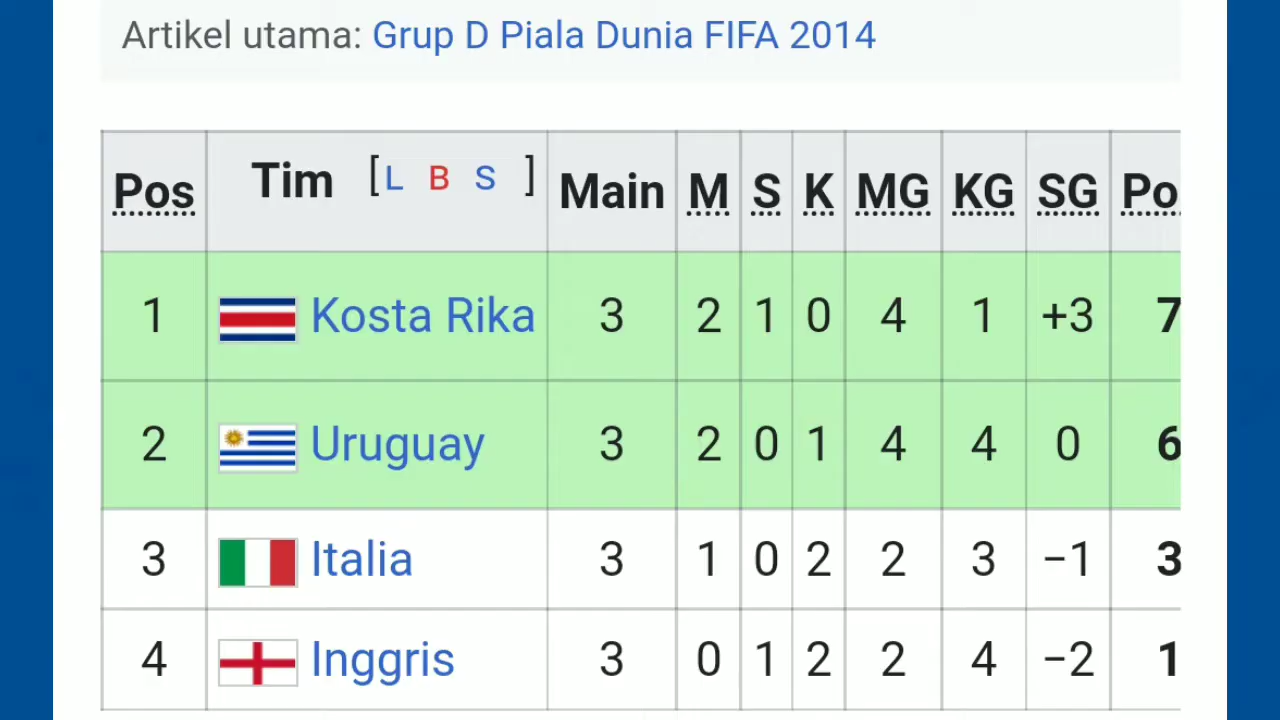 Artikel utama: Grup D Piala Dunia FIFA 2014
Pos Tim [L B S ] Main M S K MG KG SG Po
1 Kosta Rika 3 2 1 0 4 1 +3 7
2 Uruguay 3 2 0 1 4 4 0 6
3 Italia 3 1 0 2 2 3 −1 3
4 Inggris 3 0 1 2 2 4 −2 1